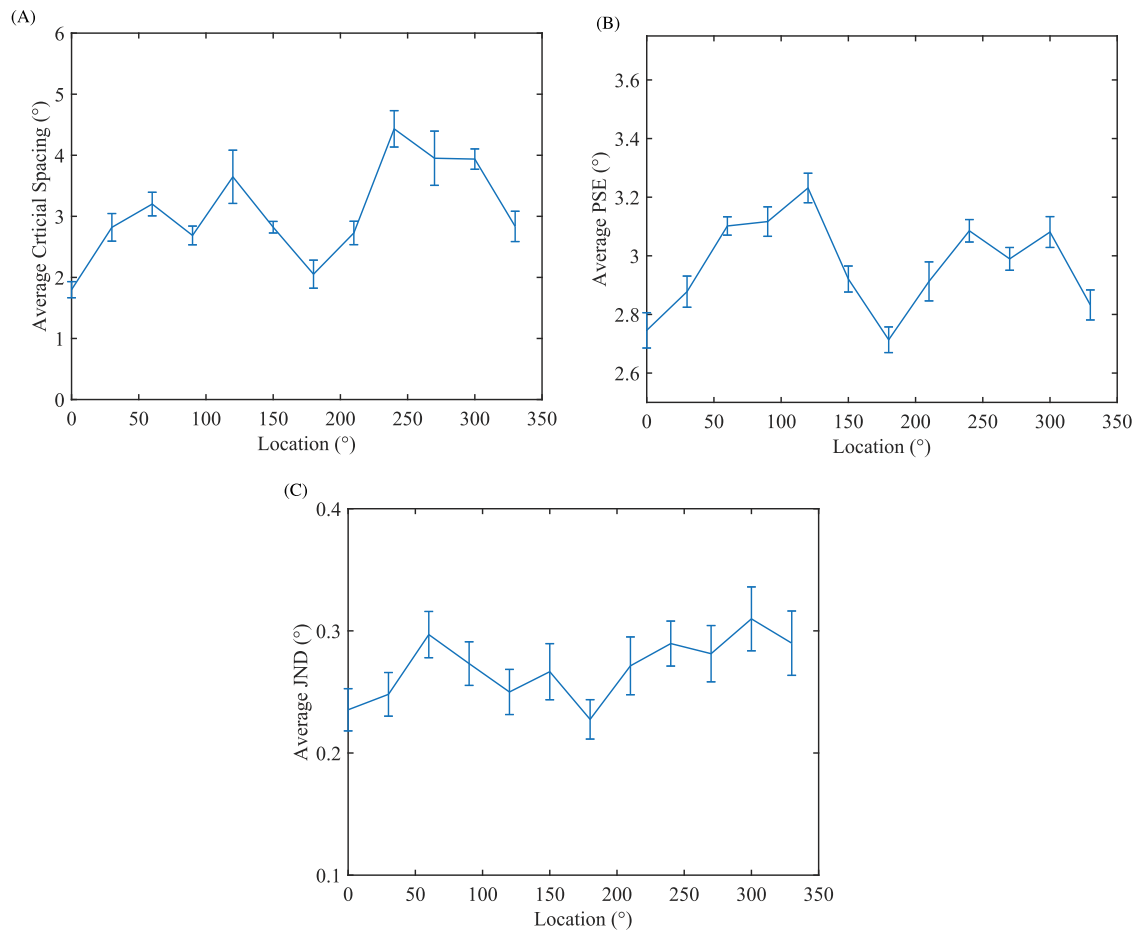 (A)
6
5
4
3
2
1
0
Average Crticial Spacing (°)
0 50 100 150 200 250 300 350
Location (°)
(B)
3.6
3.4
3.2
3
2.8
2.6
Average PSE (°)
0 50 100 150 200 250 300 350
Location (°)
(C)
0.4
0.3
0.2
0.1
Average JND (°)
0 50 100 150 200 250 300 350
Location (°)